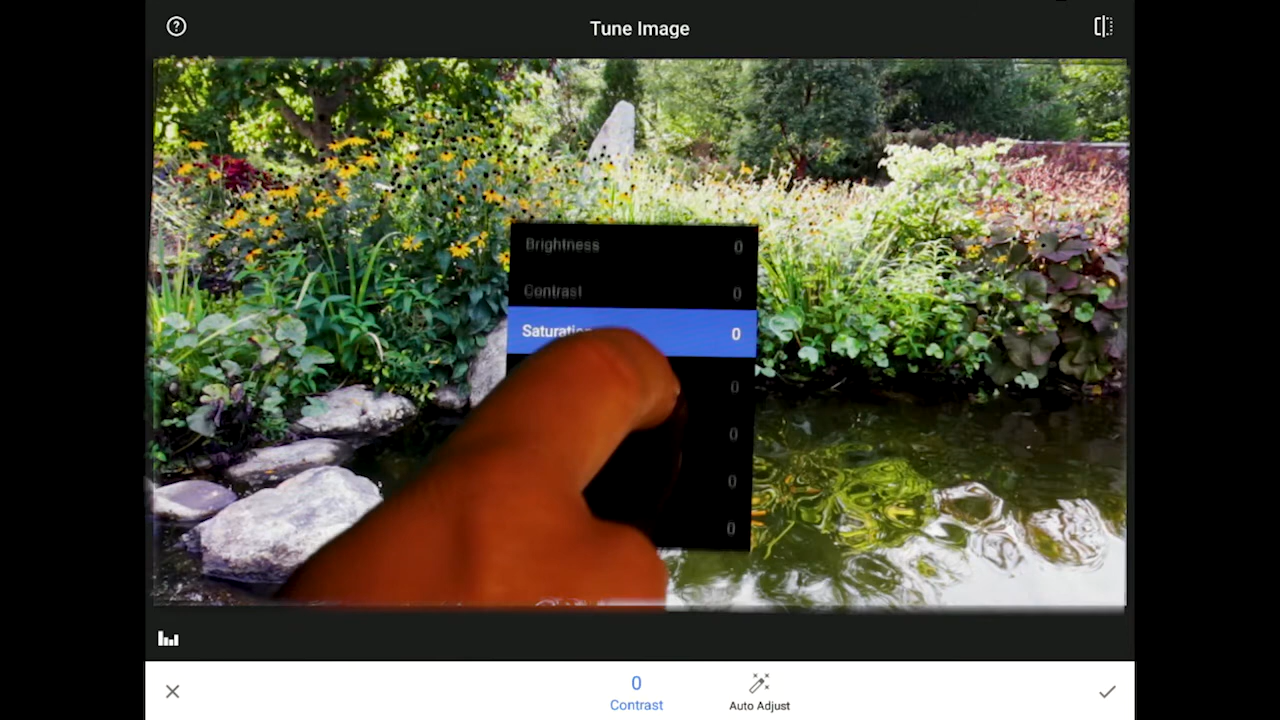 Tune Image
Brightness 0
Contrast 0
Saturation 0
0
0
0
0
0
Contrast
Auto Adjust